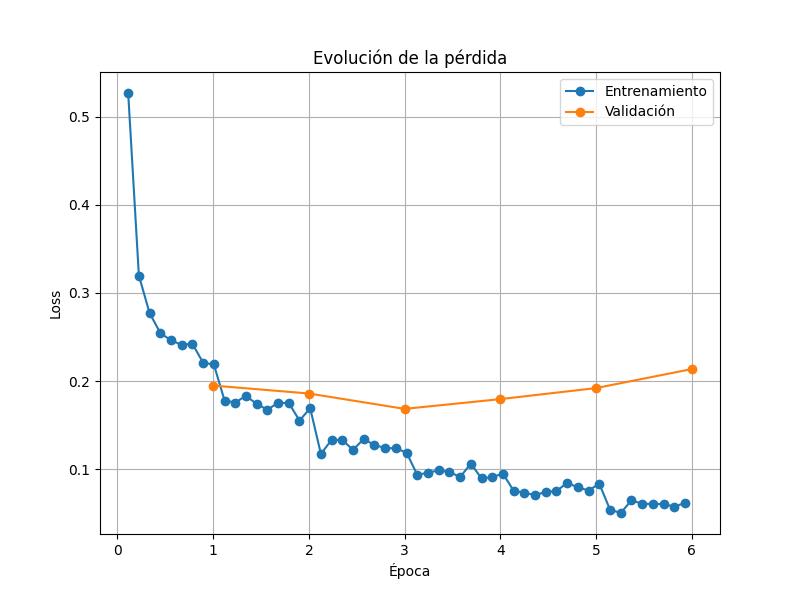 Evolución de la pérdida
Entrenamiento
Validación
0.5
0.4
0.3
0.2
0.1
Loss
0 1 2 3 4 5 6
Época